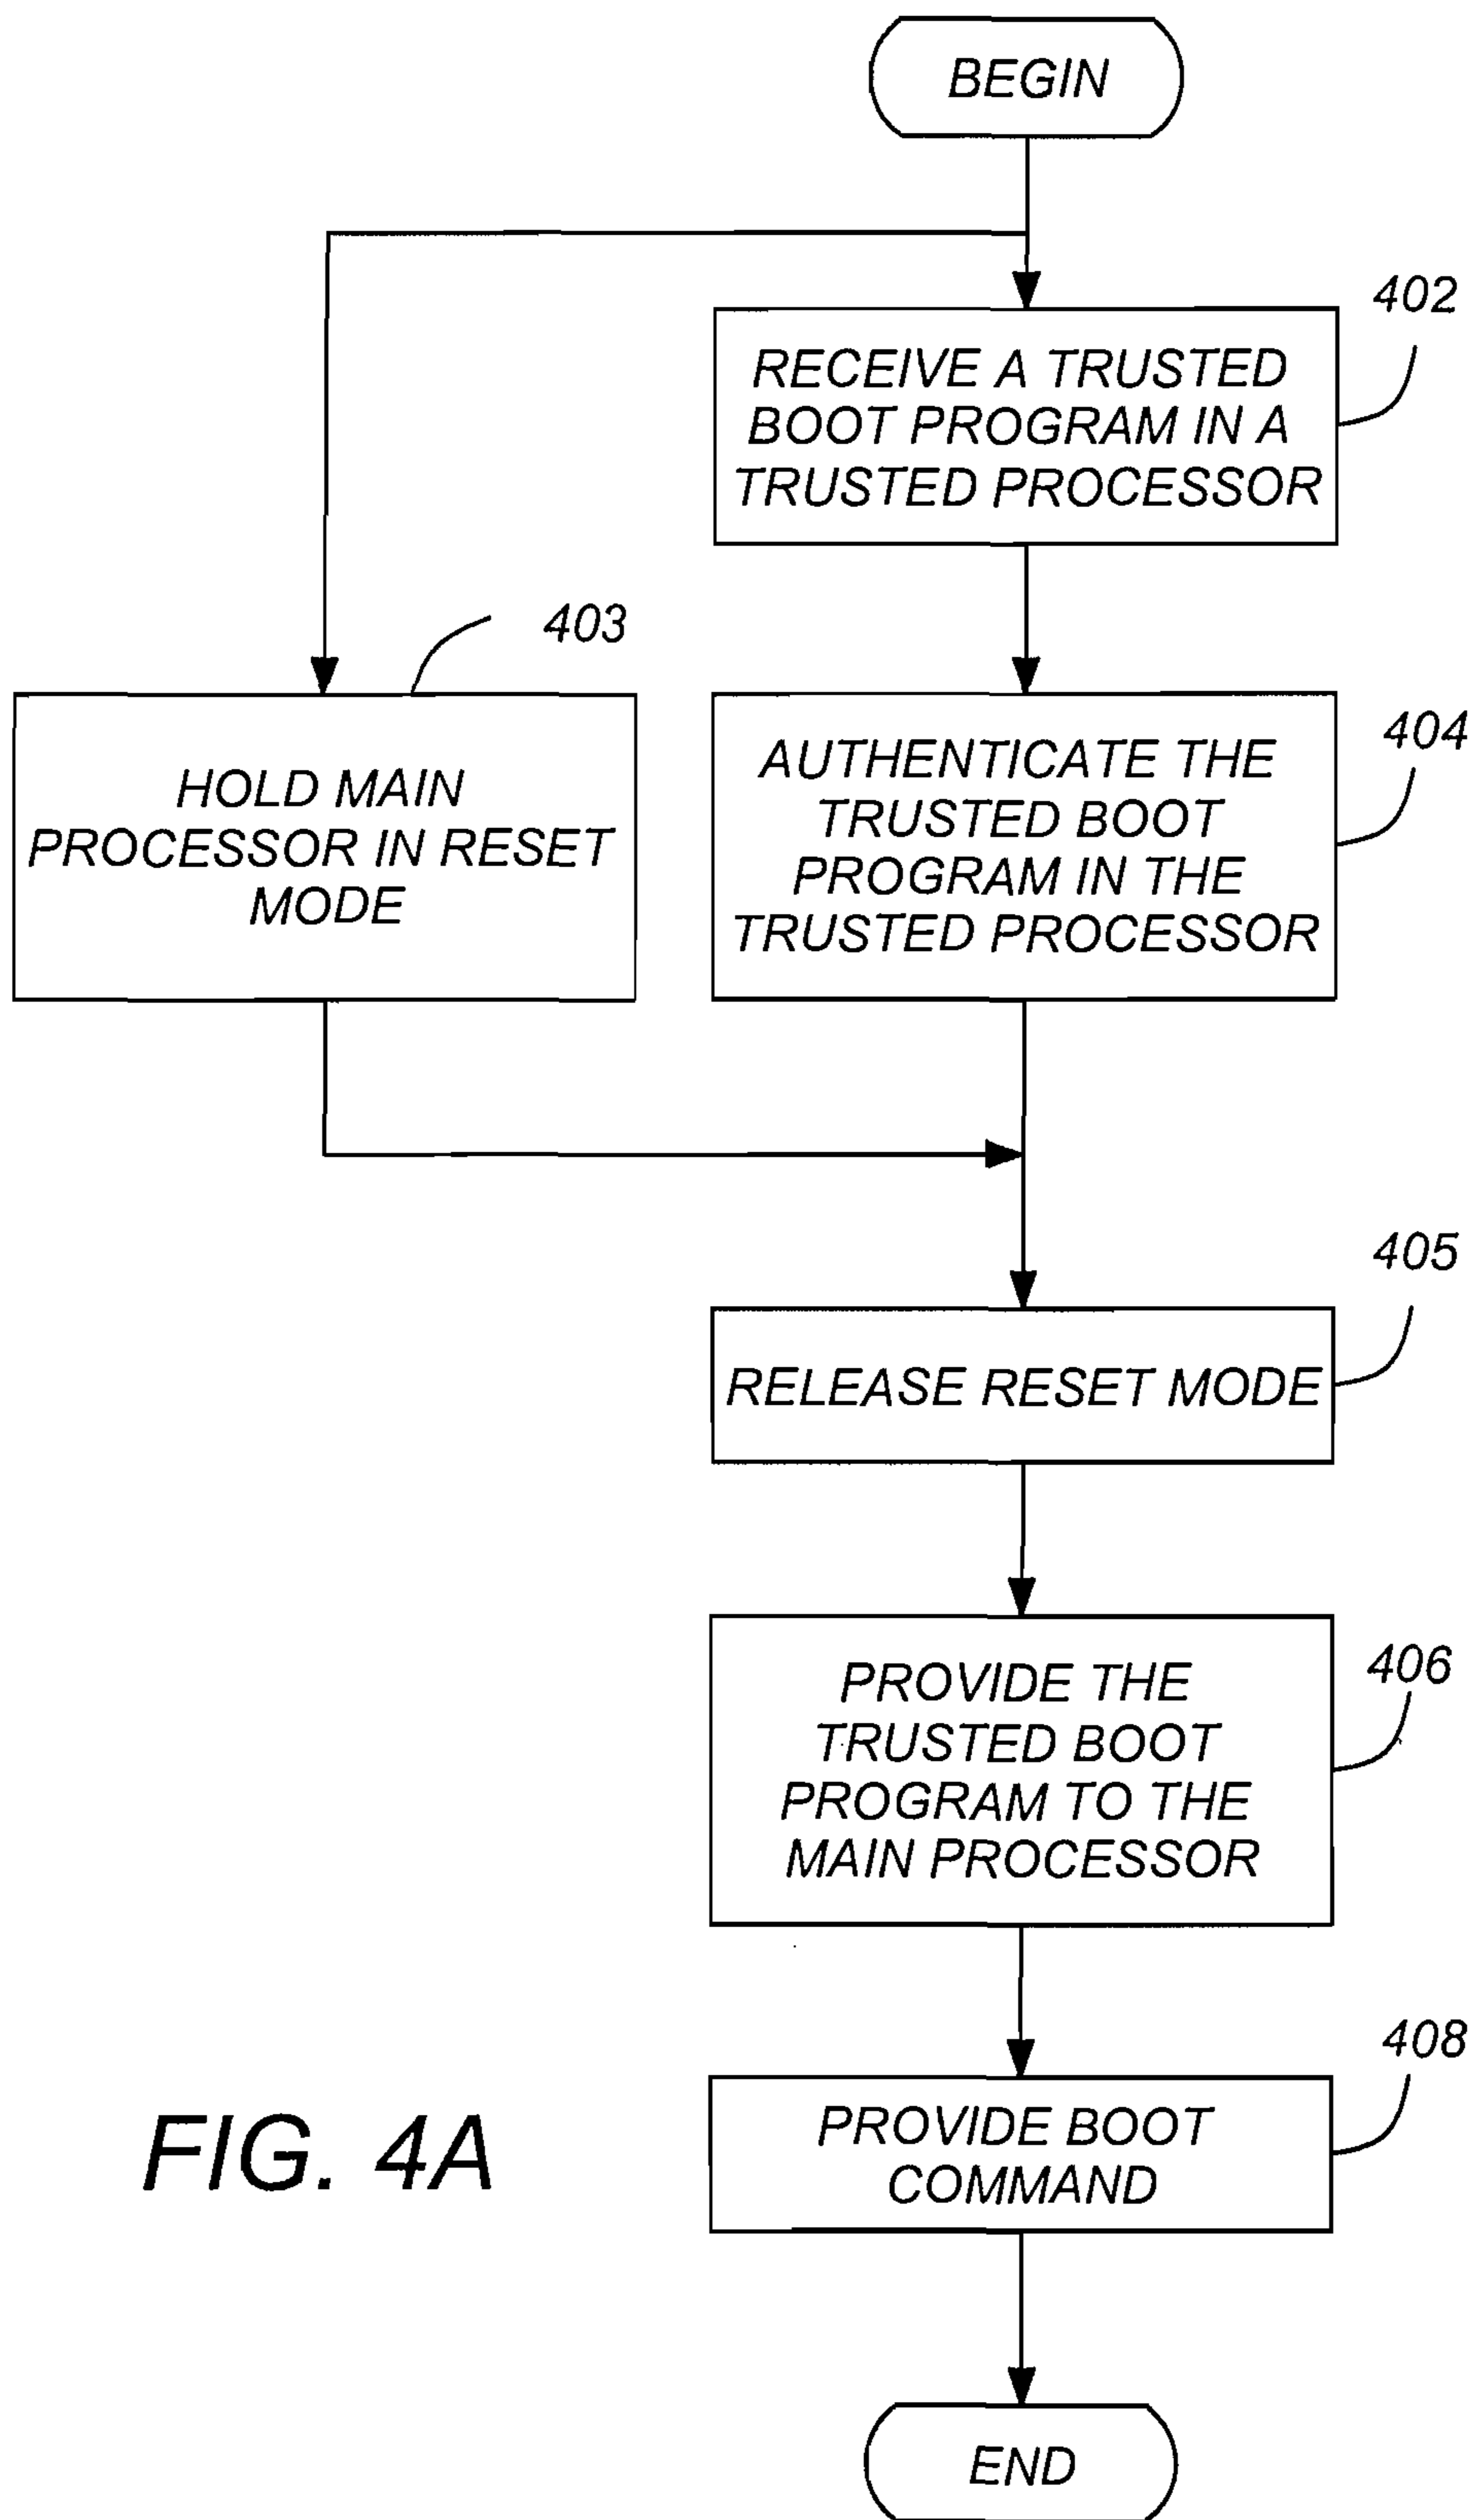 BEGIN
402
RECEIVE A TRUSTED
BOOT PROGRAM IN A
TRUSTED PROCESSOR
403
HOLD MAIN
PROCESSOR IN RESET
MODE
404
AUTHENTICATE THE
TRUSTED BOOT
PROGRAM IN THE
TRUSTED PROCESSOR
405
RELEASE RESET MODE
406
PROVIDE THE
TRUSTED BOOT
PROGRAM TO THE
MAIN PROCESSOR
408
PROVIDE BOOT
COMMAND
FIG. 4A
END